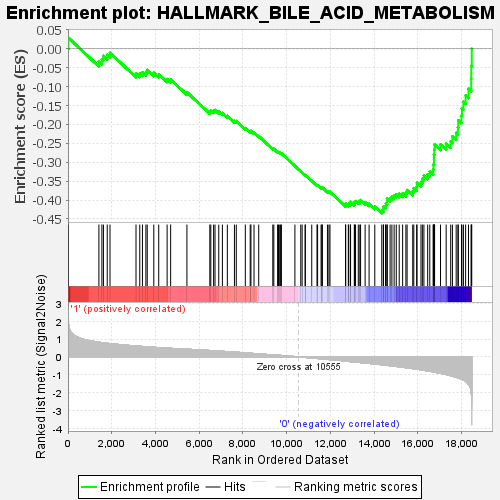 Enrichment plot: HALLMARK_BILE_ACID_METABOLISM
Enrichment score (ES)
0.05
0.00
-0.05
-0.10
-0.15
-0.20
-0.25
-0.30
-0.35
-0.40
-0.45
'1' (positively correlated)
Ranked list metric (Signal2Noise)
3
2
1
0
-1
-2
-3
-4
Zero cross at 10555
'0' (negatively correlated)
0 2,000 4,000 6,000 8,000 10,000 12,000 14,000 16,000 18,000
Rank in Ordered Dataset
Enrichment profile Hits Ranking metric scores